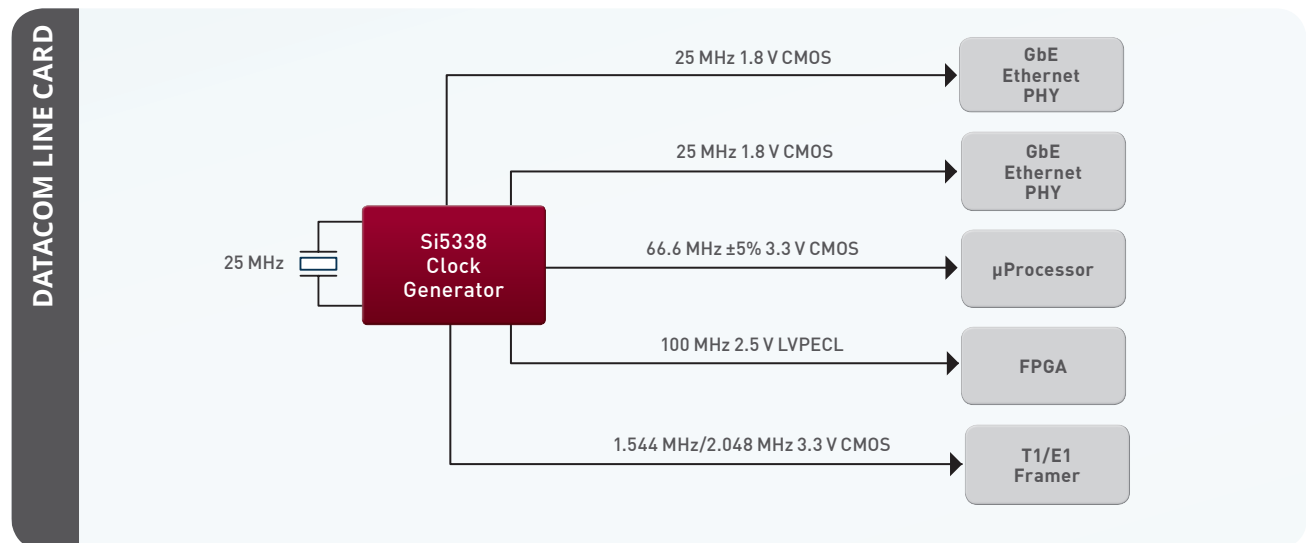 DATACOM LINE CARD
25 MHz 1.8 V CMOS
GbE
Ethernet
PHY
25 MHz 1.8 V CMOS
GbE
Ethernet
PHY
25 MHz
Si5338
Clock
Generator
66.6 MHz ±5% 3.3 V CMOS
µProcessor
100 MHz 2.5 V LVPECL
FPGA
1.544 MHz/2.048 MHz 3.3 V CMOS
T1/E1
Framer